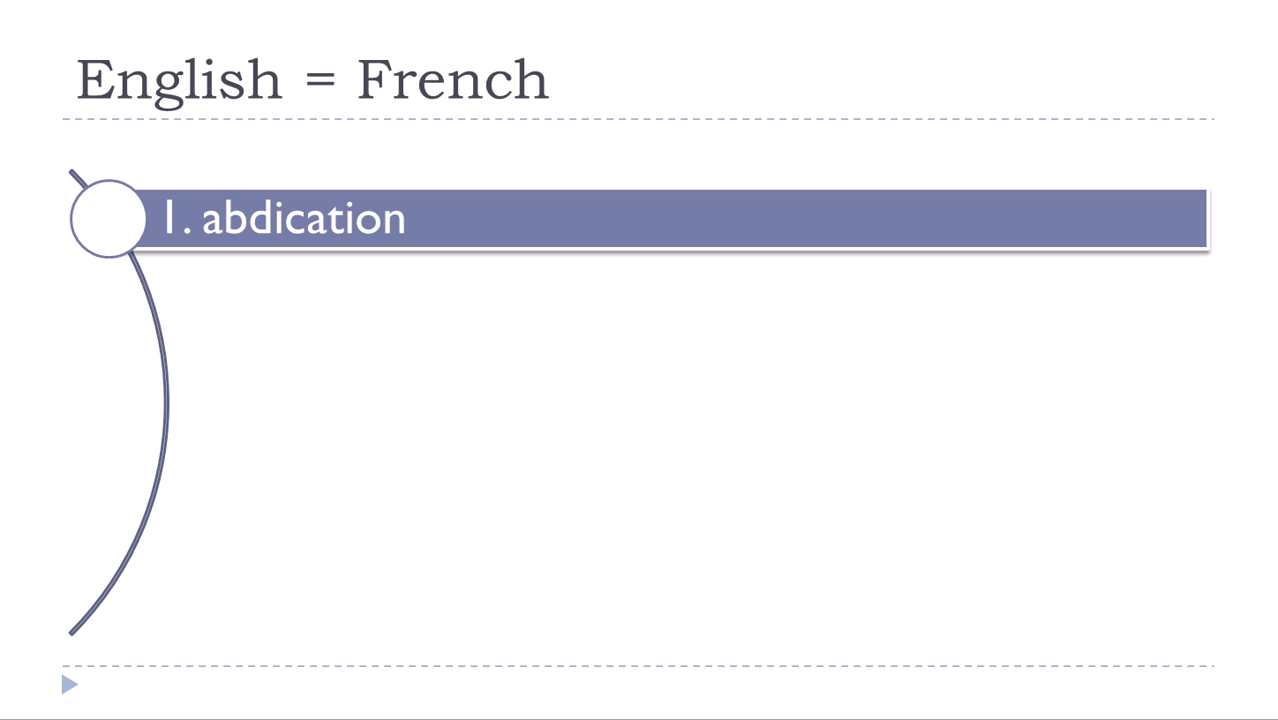 English = French
1. abdication